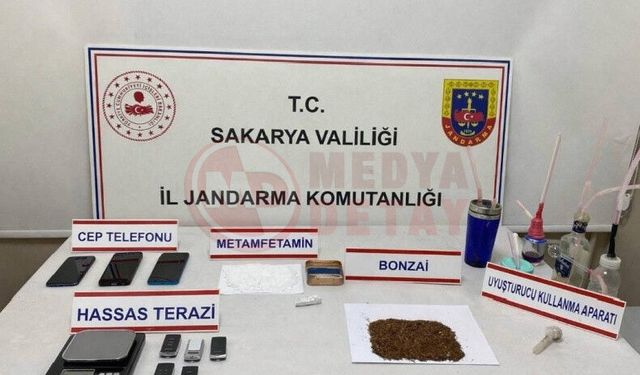 T.C.
SAKARYA VALİLİĞİ
İL JANDARMA KOMUTANLIĞI
JANDARMA
MEDYA
DETAY
CEP TELEFONU
METAMFETAMİN
BONZAİ
UYUŞTURUCU KULLANMA APARATI
HASSAS TERAZİ